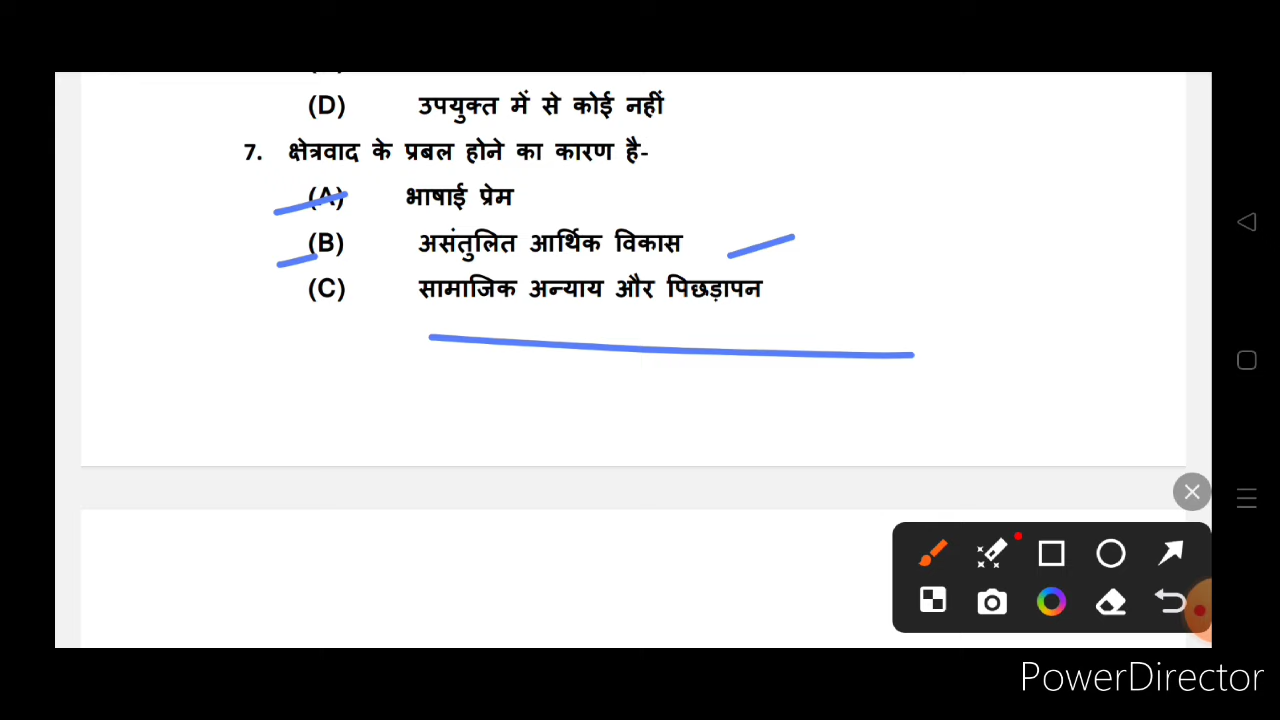 (D) उपयुक्त में से कोई नहीं
7. क्षेत्रवाद के प्रबल होने का कारण है-
(A) भाषाई प्रेम
(B) असंतुलित आर्थिक विकास
(C) सामाजिक अन्याय और पिछड़ापन
PowerDirector